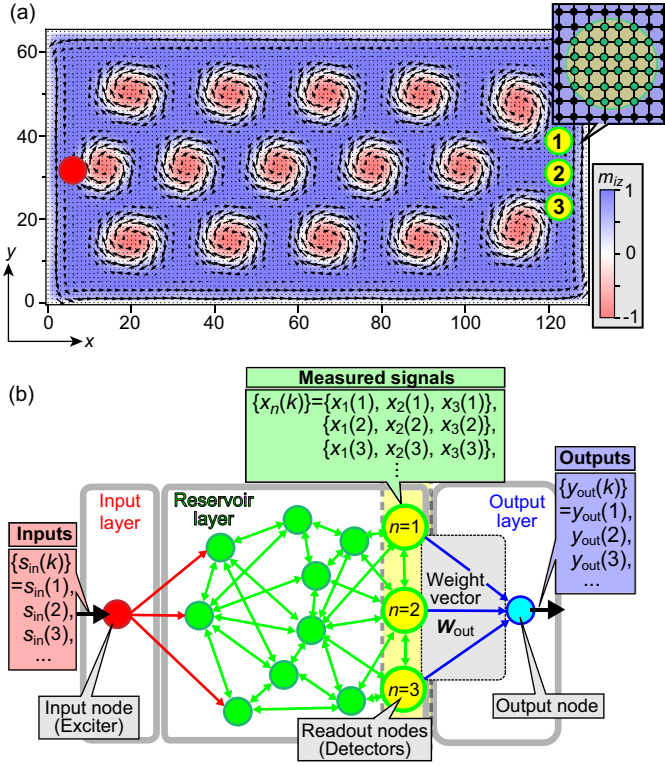 (a)
60
40
20
0
0
20
40
60
80
100
120
y
x
1
2
3
m_iz
1
0
-1
(b)
Measured signals
{x_n(k)}={x_1(1), x_2(1), x_3(1)},
{x_1(2), x_2(2), x_3(2)},
{x_1(3), x_2(3), x_3(3)},
...
Inputs
{s_in(k)}
=s_in(1),
s_in(2),
s_in(3),
...
Input
layer
Reservoir
layer
n=1
n=2
n=3
Weight
vector
W_out
Output
layer
Outputs
{y_out(k)}
=y_out(1),
y_out(2),
y_out(3),
...
Input node
(Exciter)
Readout nodes
(Detectors)
Output node